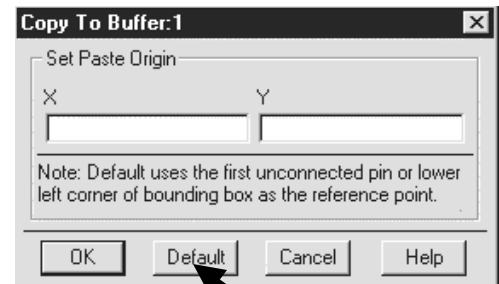 Copy To Buffer:1
Set Paste Origin
X Y
Note: Default uses the first unconnected pin or lower
left corner of bounding box as the reference point.
OK Default Cancel Help